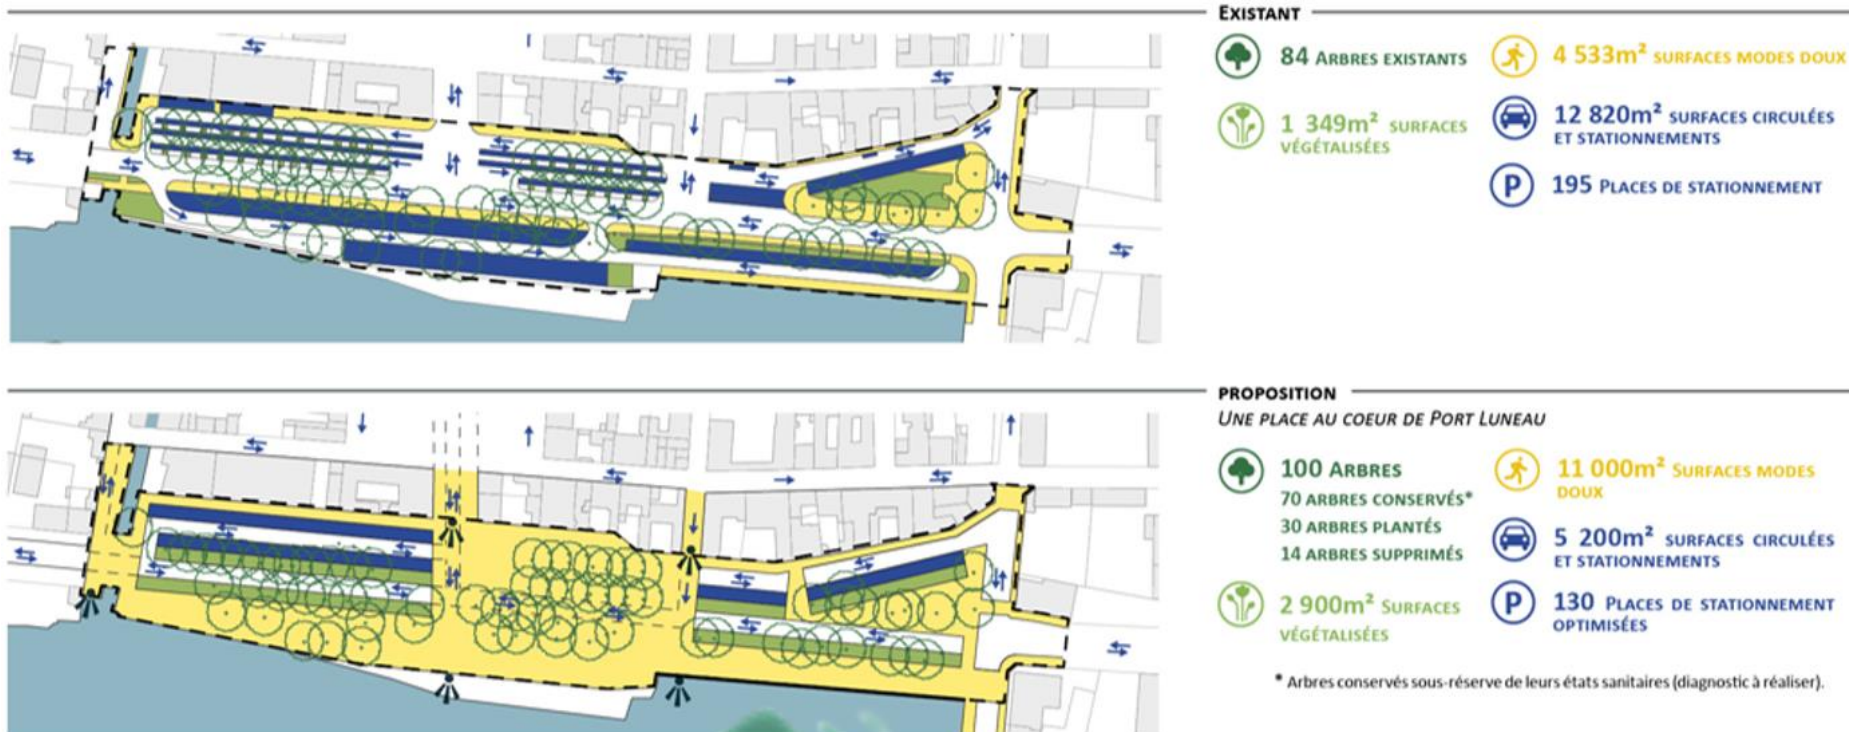 EXISTANT
84 ARBRES EXISTANTS
4 533m² SURFACES MODES DOUX
1 349m² SURFACES
VÉGÉTALISÉES
12 820m² SURFACES CIRCULÉES
ET STATIONNEMENTS
P
195 PLACES DE STATIONNEMENT
PROPOSITION
UNE PLACE AU COEUR DE PORT LUNEAU
100 ARBRES
70 ARBRES CONSERVÉS*
30 ARBRES PLANTÉS
14 ARBRES SUPPRIMÉS
11 000m² SURFACES MODES
DOUX
5 200m² SURFACES CIRCULÉES
ET STATIONNEMENTS
2 900m² SURFACES
VÉGÉTALISÉES
P
130 PLACES DE STATIONNEMENT
OPTIMISÉES
* Arbres conservés sous-réserve de leurs états sanitaires (diagnostic à réaliser).